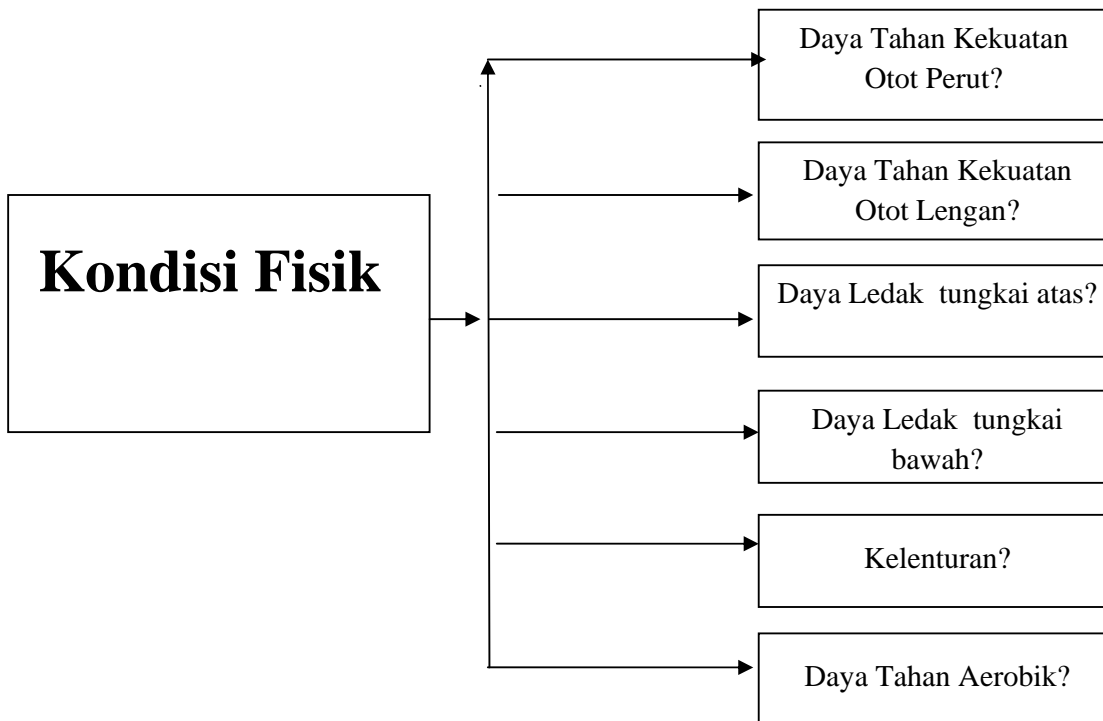 Kondisi Fisik
Daya Tahan Kekuatan
Otot Perut?
Daya Tahan Kekuatan
Otot Lengan?
Daya Ledak  tungkai atas?
Daya Ledak  tungkai
bawah?
Kelenturan?
Daya Tahan Aerobik?